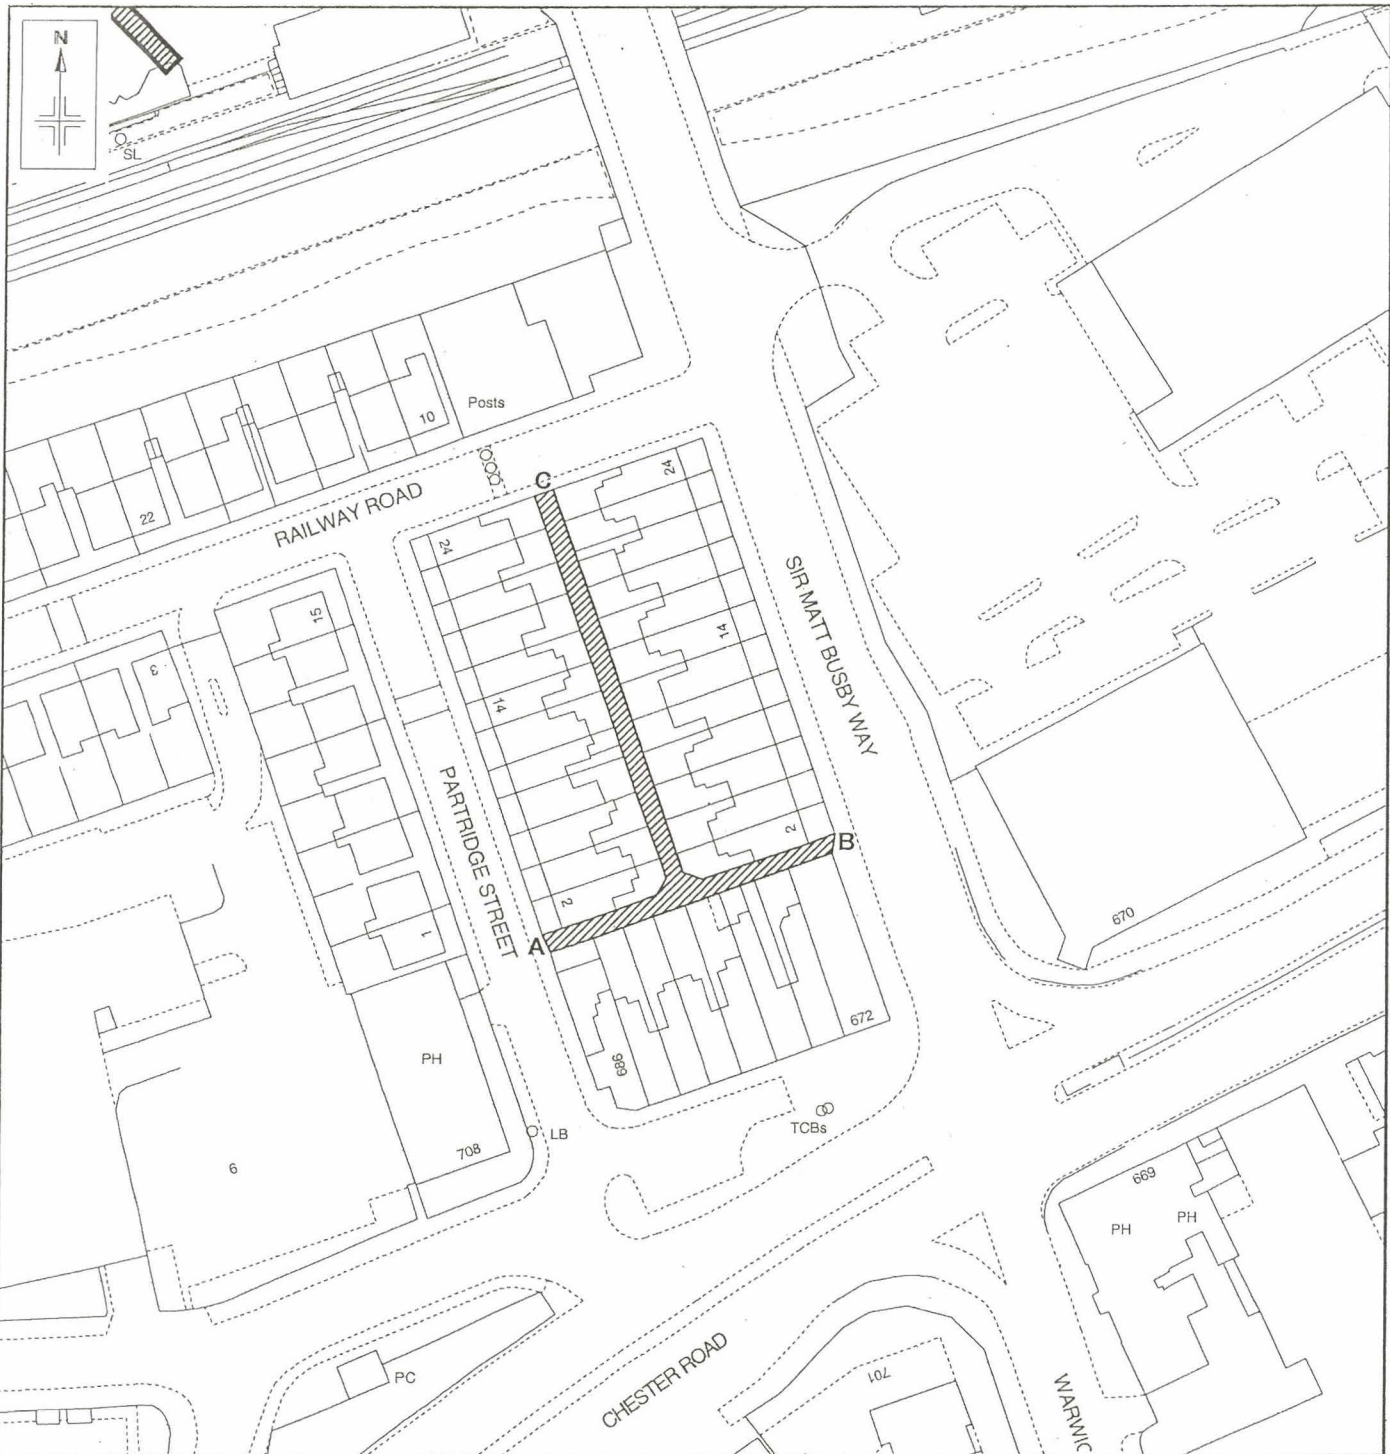 N
SL
Posts
10
22
RAILWAY ROAD
C
24
24
15
3
14
14
SIR MATT BUSBY WAY
PARTRIDGE STREET
2
B
2
A
1
670
672
PH
686
TCBs
LB
708
6
669
PH
PH
CHESTER ROAD
701
PC
WARWIC